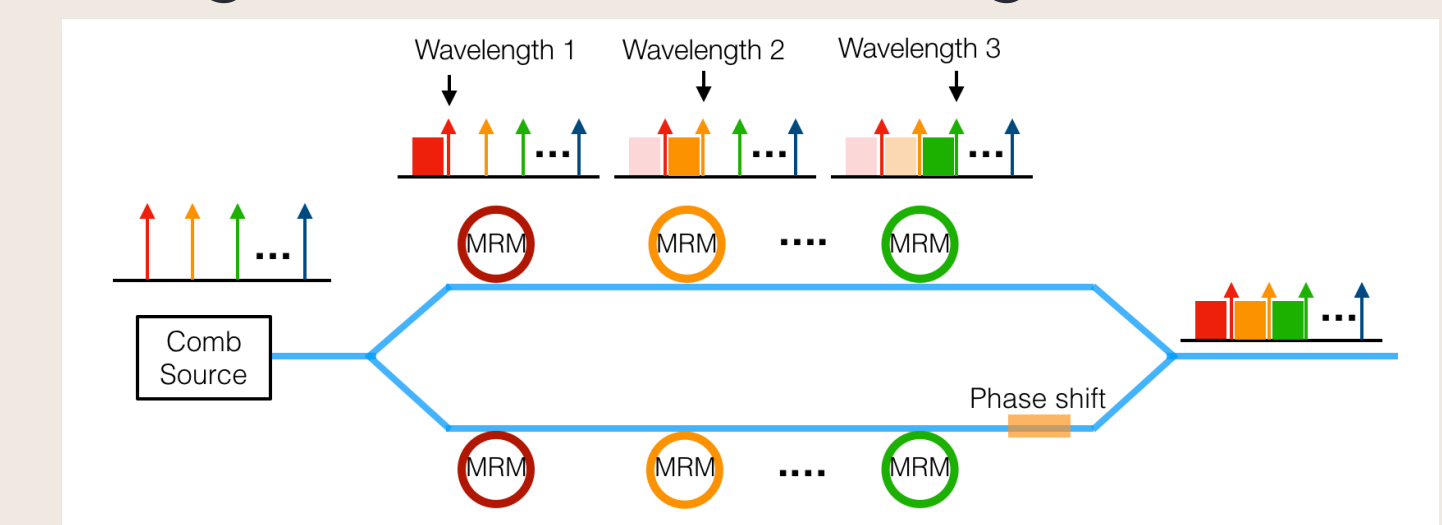 Wavelength 1 Wavelength 2 Wavelength 3
...
...
...
...
MRM MRM .... MRM
...
Comb
Source
Phase shift
MRM MRM .... MRM